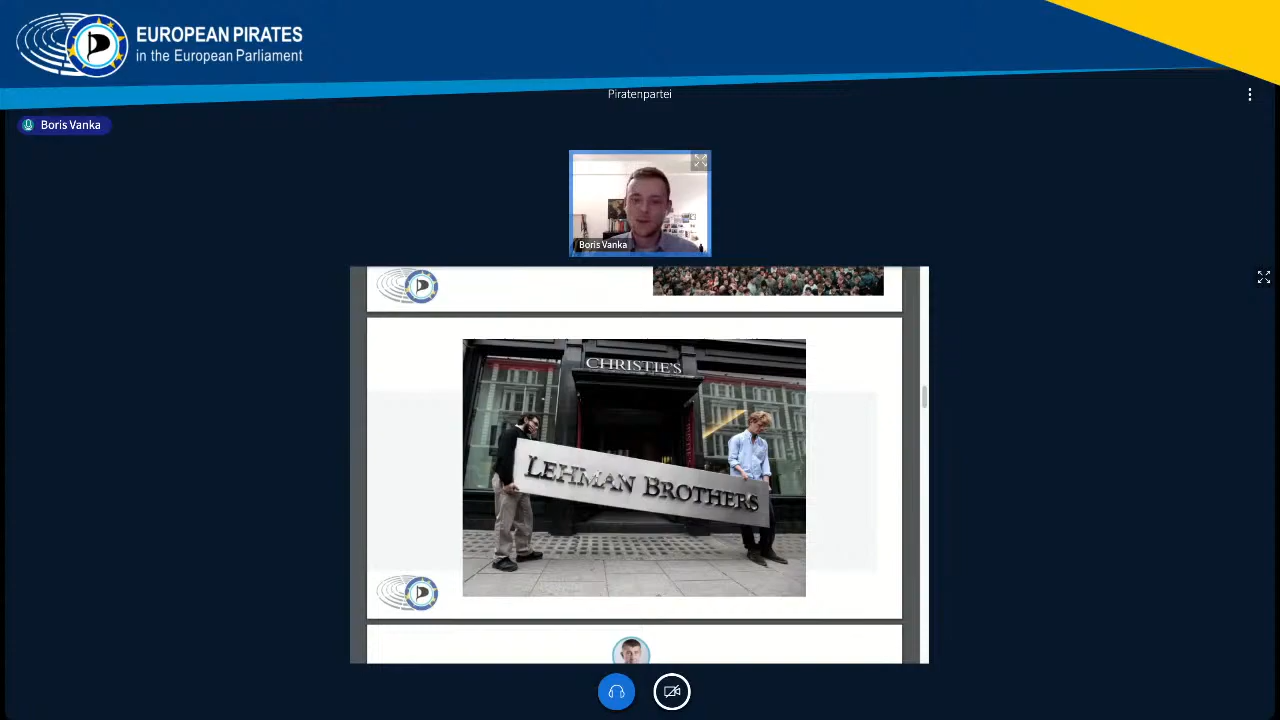 EUROPEAN PIRATES
in the European Parliament
Piratenpartei
Boris Vanka
Boris Vanka
CHRISTIE'S
LEHMAN BROTHERS